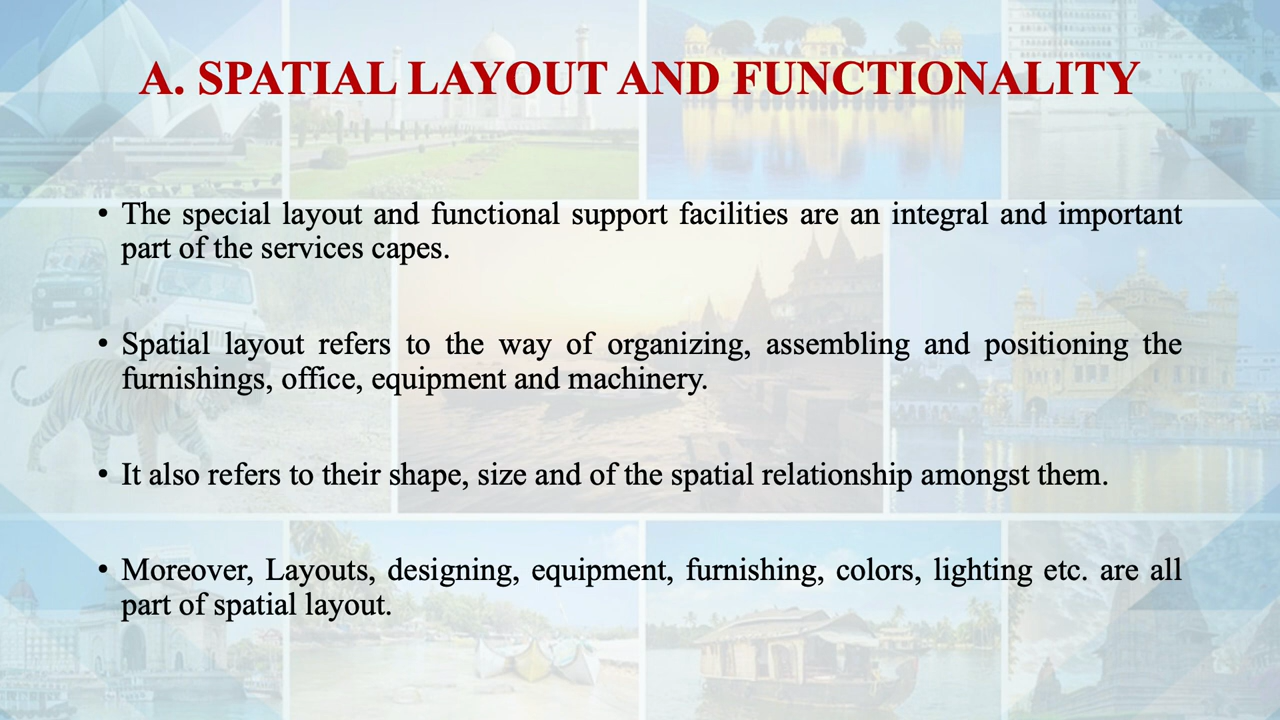 A. SPATIAL LAYOUT AND FUNCTIONALITY
• The special layout and functional support facilities are an integral and important
part of the services capes.
• Spatial layout refers to the way of organizing, assembling and positioning the
furnishings, office, equipment and machinery.
• It also refers to their shape, size and of the spatial relationship amongst them.
• Moreover, Layouts, designing, equipment, furnishing, colors, lighting etc. are all
part of spatial layout.